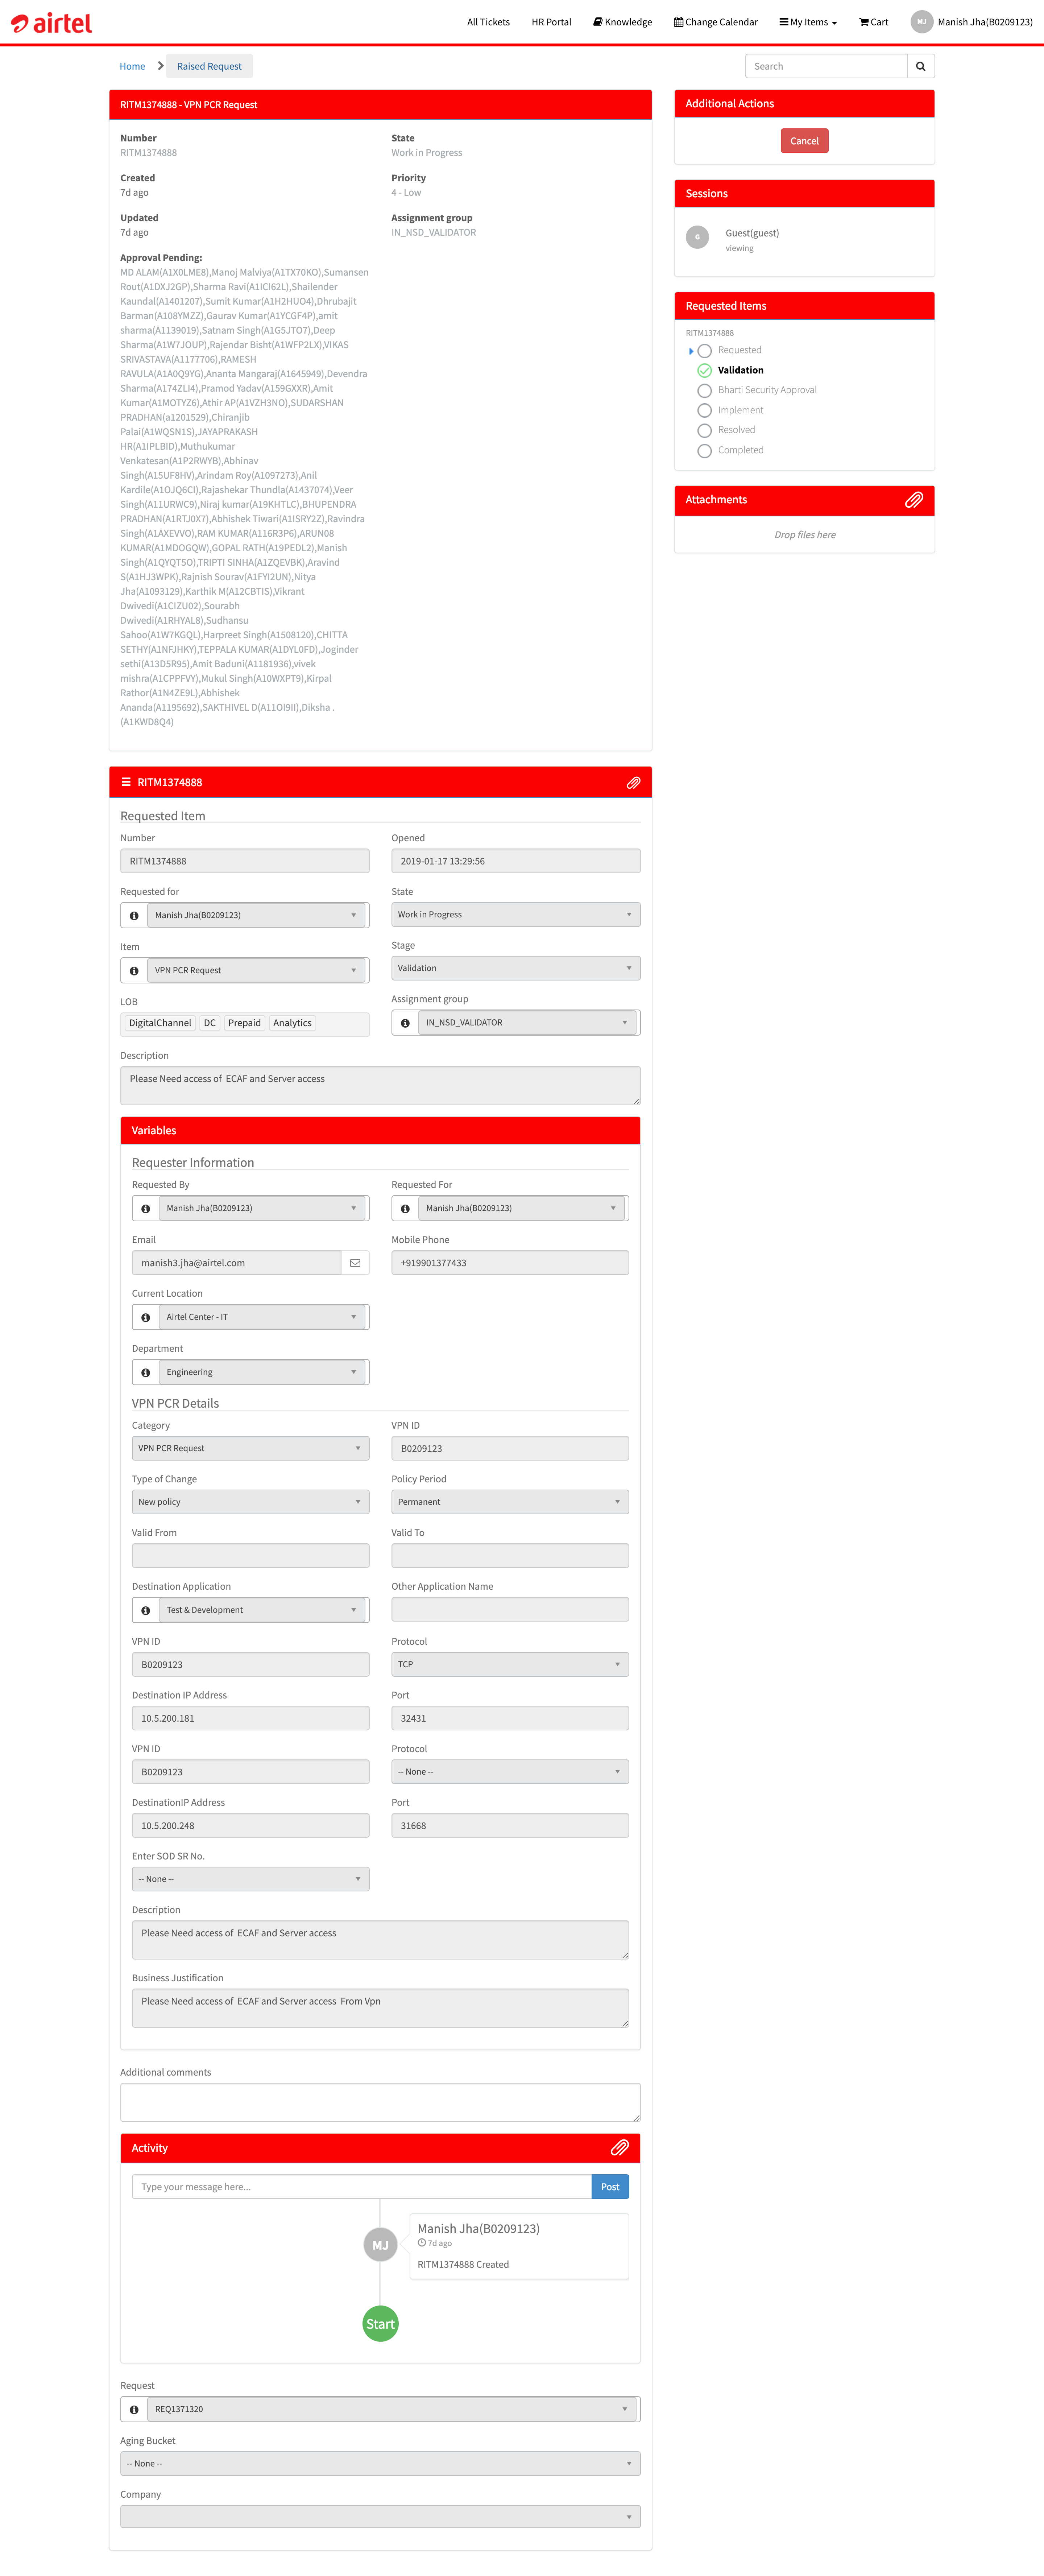 airtel
All Tickets
HR Portal
Knowledge
Change Calendar
My Items
Cart
MJ
Manish Jha(B0209123)
Home
Raised Request
Search
RITM1374888 - VPN PCR Request
Number
RITM1374888
State
Work in Progress
Created
7d ago
Priority
4 - Low
Updated
7d ago
Assignment group
IN_NSD_VALIDATOR
Approval Pending:
MD ALAM(A1X0LME8),Manoj Malviya(A1TX70KO),Sumansen
Rout(A1DXJ2GP),Sharma Ravi(A1ICI62L),Shailender
Kaundal(A1401207),Sumit Kumar(A1H2HUO4),Dhrubajit
Barman(A108YMZZ),Gaurav Kumar(A1YCGF4P),amit
sharma(A1139019),Satnam Singh(A1G5JTO7),Deep
Sharma(A1W7JOUP),Rajendar Bisht(A1WFP2LX),VIKAS
SRIVASTAVA(A1177706),RAMESH
RAVULA(A1A0Q9YG),Ananta Mangaraj(A1645949),Devendra
Sharma(A174ZLI4),Pramod Yadav(A159GXXR),Amit
Kumar(A1MOTYZ6),Athir AP(A1VZH3NO),SUDARSHAN
PRADHAN(a1201529),Chiranjib
Palai(A1WQSN1S),JAYAPRAKASH
HR(A1IPLBID),Muthukumar
Venkatesan(A1P2RWYB),Abhinav
Singh(A15UF8HV),Arindam Roy(A1097273),Anil
Kardile(A1OJQ6CI),Rajashekar Thundla(A1437074),Veer
Singh(A11URWC9),Niraj kumar(A19KHTLC),BHUPENDRA
PRADHAN(A1RTJ0X7),Abhishek Tiwari(A1ISRY2Z),Ravindra
Singh(A1AXEVVO),RAM KUMAR(A116R3P6),ARUN08
KUMAR(A1MDOGQW),GOPAL RATH(A19PEDL2),Manish
Singh(A1QYQTSO),TRIPTI SINHA(A1ZQEVBK),Aravind
S(A1HJ3WPK),Rajnish Sourav(A1FYI2UN),Nitya
Jha(A1093129),Karthik M(A12CBTIS),Vikrant
Dwivedi(A1CIZU02),Sourabh
Dwivedi(A1RHYAL8),Sudhansu
Sahoo(A1W7KGQL),Harpreet Singh(A1508120),CHITTA
SETHY(A1NFJHKY),TEPPALA KUMAR(A1DYL0FD),Joginder
sethi(A13D5R95),Amit Baduni(A1181936),vivek
mishra(A1CPPFVY),Mukul Singh(A10WXPT9),Kirpal
Rathor(A1N4ZE9L),Abhishek
Ananda(A1195692),SAKTHIVEL D(A11OI9II),Diksha .
(A1KWD8Q4)
Additional Actions
Cancel
Sessions
G
Guest(guest)
viewing
Requested Items
RITM1374888
Requested
Validation
Bharti Security Approval
Implement
Resolved
Completed
Attachments
Drop files here
RITM1374888
Requested Item
Number
RITM1374888
Opened
2019-01-17 13:29:56
Requested for
Manish Jha(B0209123)
State
Work in Progress
Item
VPN PCR Request
Stage
Validation
LOB
DigitalChannel DC Prepaid Analytics
Assignment group
IN_NSD_VALIDATOR
Description
Please Need access of ECAF and Server access
Variables
Requester Information
Requested By
Manish Jha(B0209123)
Requested For
Manish Jha(B0209123)
Email
manish3.jha@airtel.com
Mobile Phone
+919901377433
Current Location
Airtel Center - IT
Department
Engineering
VPN PCR Details
Category
VPN PCR Request
VPN ID
B0209123
Type of Change
New policy
Policy Period
Permanent
Valid From
Valid To
Destination Application
Test & Development
Other Application Name
VPN ID
B0209123
Protocol
TCP
Destination IP Address
10.5.200.181
Port
32431
VPN ID
B0209123
Protocol
-- None --
DestinationIP Address
10.5.200.248
Port
31668
Enter SOD SR No.
-- None --
Description
Please Need access of ECAF and Server access
Business Justification
Please Need access of ECAF and Server access From Vpn
Additional comments
Activity
Type your message here...
Post
MJ
Manish Jha(B0209123)
7d ago
RITM1374888 Created
Start
Request
REQ1371320
Aging Bucket
-- None --
Company